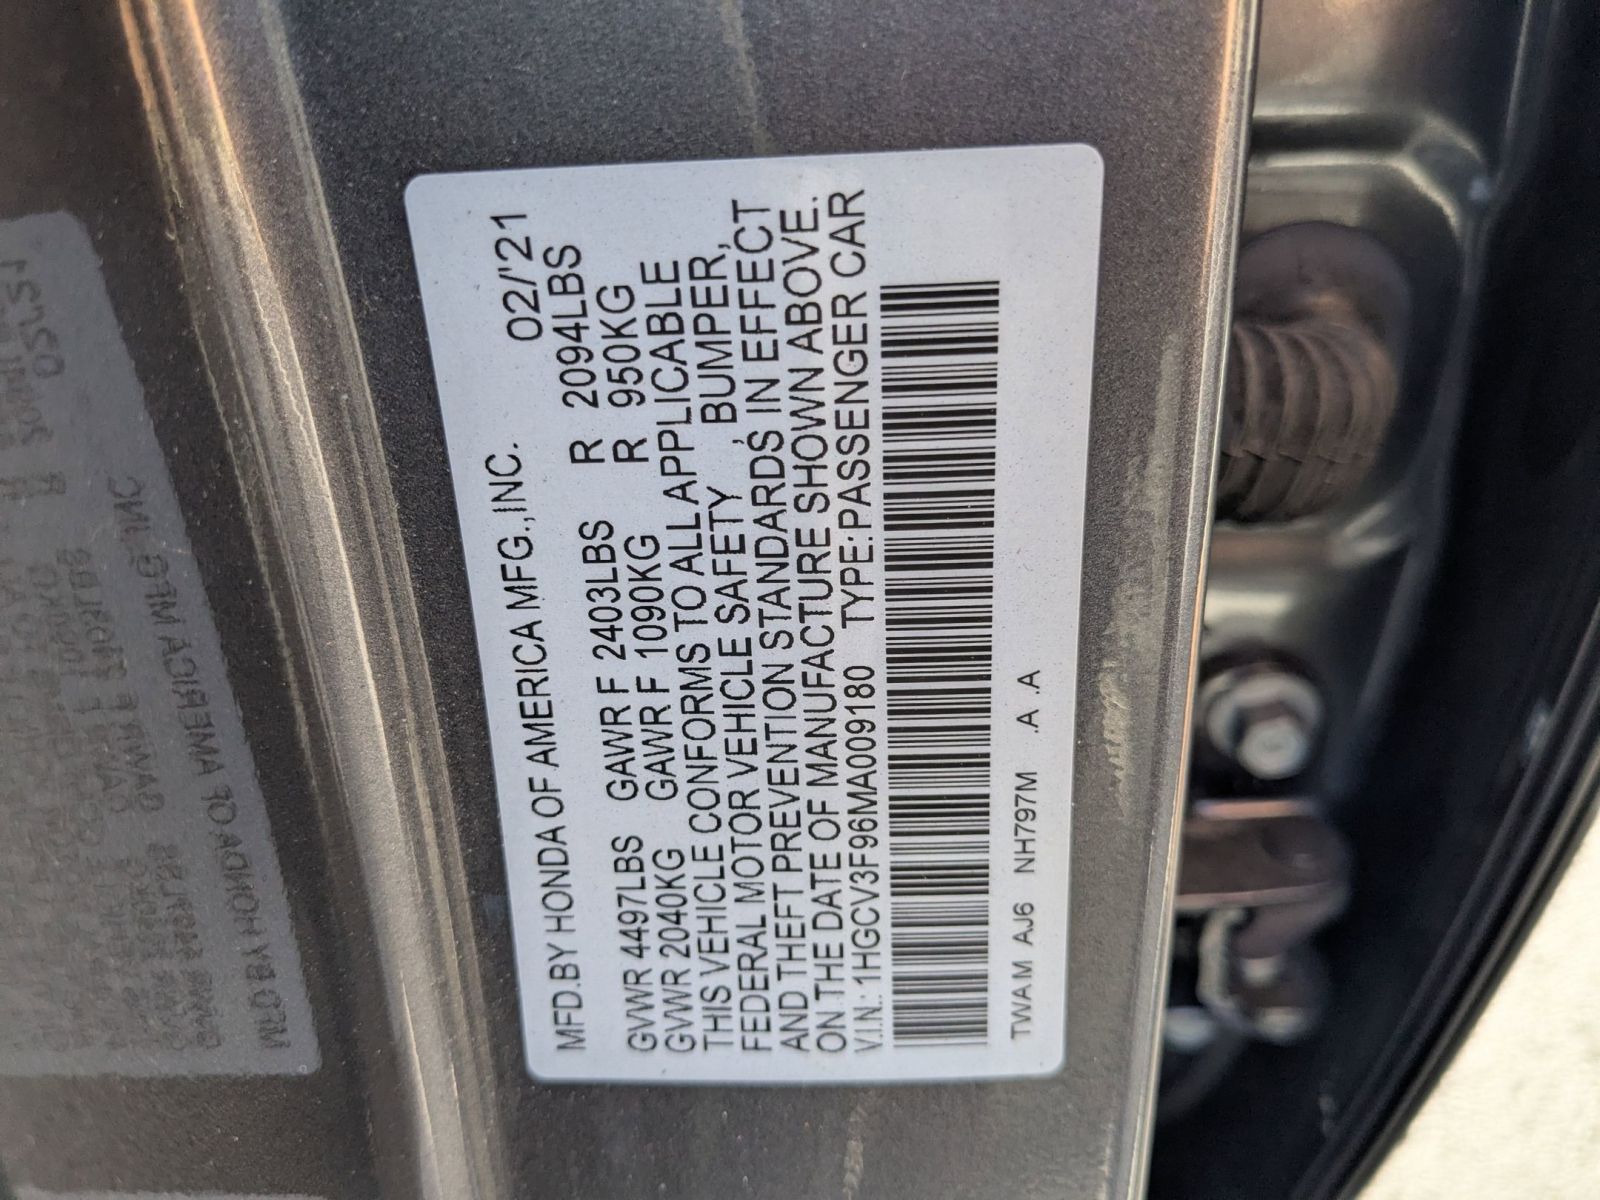 MFD.BY HONDA OF AMERICA MFG.,INC. 02/'21
GVWR 4497LBS GAWR F 2403LBS R 2094LBS
GVWR 2040KG GAWR F 1090KG R 950KG
THIS VEHICLE CONFORMS TO ALL APPLICABLE
FEDERAL MOTOR VEHICLE SAFETY, BUMPER,
AND THEFT PREVENTION STANDARDS IN EFFECT
ON THE DATE OF MANUFACTURE SHOWN ABOVE.
V.I.N.: 1HGCV3F96MA009180 TYPE:PASSENGER CAR
TWAM AJ6 NH797M .A .A